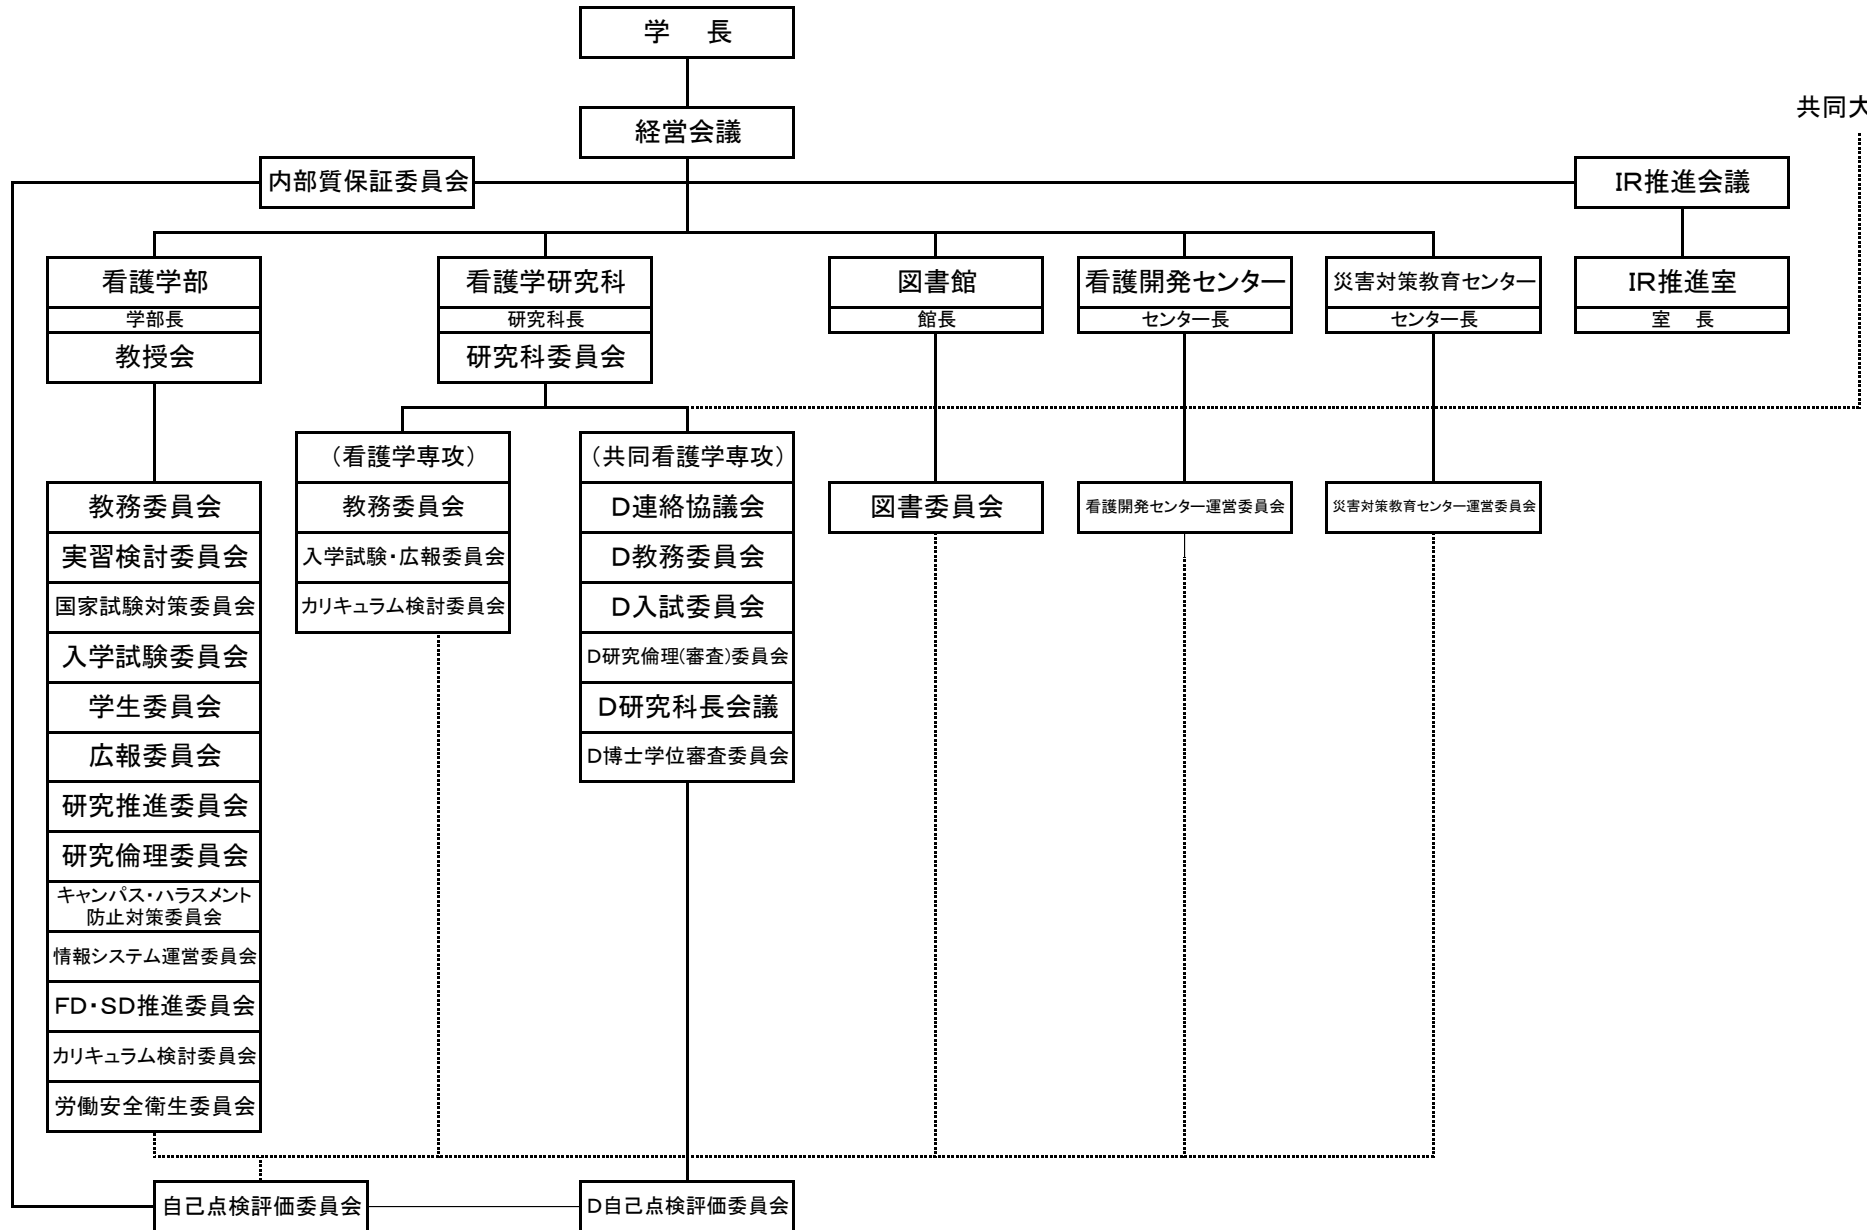 学　長
経営会議
共同大
内部質保証委員会
IR推進会議
看護学部
学部長
教授会
看護学研究科
研究科長
研究科委員会
図書館
館長
看護開発センター
センター長
災害対策教育センター
センター長
IR推進室
室　長
（看護学専攻）
教務委員会
入学試験・広報委員会
カリキュラム検討委員会
（共同看護学専攻）
D連絡協議会
D教務委員会
D入試委員会
D研究倫理(審査)委員会
D研究科長会議
D博士学位審査委員会
図書委員会
看護開発センター運営委員会
災害対策教育センター運営委員会
教務委員会
実習検討委員会
国家試験対策委員会
入学試験委員会
学生委員会
広報委員会
研究推進委員会
研究倫理委員会
キャンパス・ハラスメント
防止対策委員会
情報システム運営委員会
FD・SD推進委員会
カリキュラム検討委員会
労働安全衛生委員会
自己点検評価委員会
D自己点検評価委員会